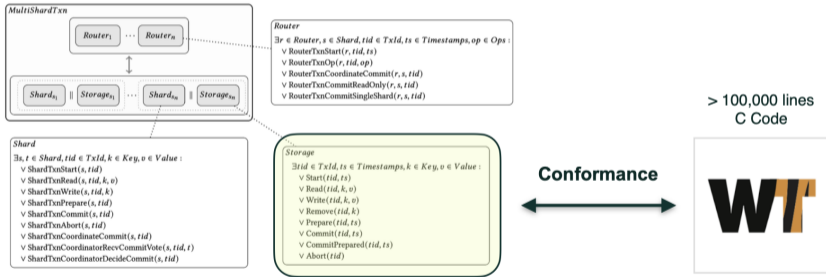 MultiShardTxn
Router₁ ... Routerₙ
Shardₛ₁ || Storageₛ₁ ... Shardₛₙ || Storageₛₙ
Router
∃r ∈ Router, s ∈ Shard, tid ∈ TxId, ts ∈ Timestamps, op ∈ Ops :
∨ RouterTxnStart(r, tid, ts)
∨ RouterTxnOp(r, tid, op)
∨ RouterTxnCoordinateCommit(r, s, tid)
∨ RouterTxnCommitReadOnly(r, s, tid)
∨ RouterTxnCommitSingleShard(r, s, tid)
Shard
∃s, t ∈ Shard, tid ∈ TxId, k ∈ Key, v ∈ Value :
∨ ShardTxnStart(s, tid)
∨ ShardTxnRead(s, tid, k, v)
∨ ShardTxnWrite(s, tid, k)
∨ ShardTxnPrepare(s, tid)
∨ ShardTxnCommit(s, tid)
∨ ShardTxnAbort(s, tid)
∨ ShardTxnCoordinateCommit(s, tid)
∨ ShardTxnCoordinatorRecvCommitVote(s, tid, t)
∨ ShardTxnCoordinatorDecideCommit(s, tid)
Storage
∃tid ∈ TxId, ts ∈ Timestamps, k ∈ Key, v ∈ Value :
∨ Start(tid, ts)
∨ Read(tid, k, v)
∨ Write(tid, k, v)
∨ Remove(tid, k)
∨ Prepare(tid, ts)
∨ Commit(tid, ts)
∨ CommitPrepared(tid, ts)
∨ Abort(tid)
Conformance
> 100,000 lines
C Code
WT